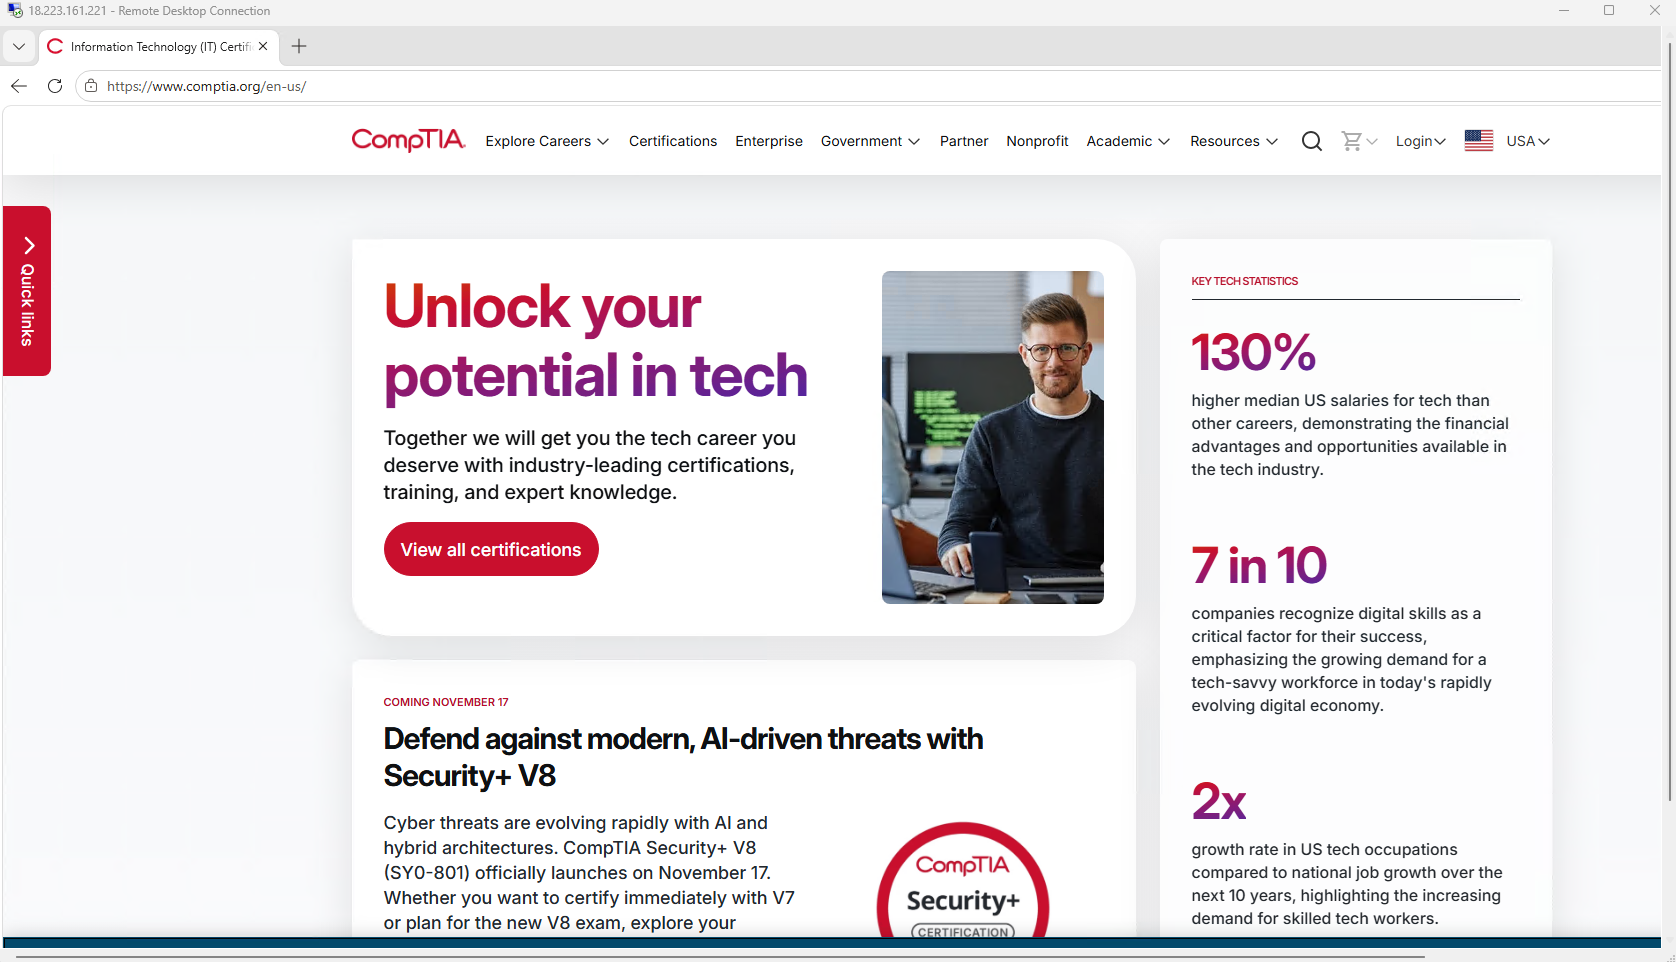 18.223.161.221 - Remote Desktop Connection
Information Technology (IT) Certifi
https://www.comptia.org/en-us/
CompTIA.
Explore Careers
Certifications
Enterprise
Government
Partner
Nonprofit
Academic
Resources
Login
USA
Quick links
Unlock your
potential in tech
Together we will get you the tech career you
deserve with industry-leading certifications,
training, and expert knowledge.
View all certifications
COMING NOVEMBER 17
Defend against modern, AI-driven threats with
Security+ V8
Cyber threats are evolving rapidly with AI and
hybrid architectures. CompTIA Security+ V8
(SY0-801) officially launches on November 17.
Whether you want to certify immediately with V7
or plan for the new V8 exam, explore your
CompTIA
Security+
CERTIFICATION
KEY TECH STATISTICS
130%
higher median US salaries for tech than
other careers, demonstrating the financial
advantages and opportunities available in
the tech industry.
7 in 10
companies recognize digital skills as a
critical factor for their success,
emphasizing the growing demand for a
tech-savvy workforce in today's rapidly
evolving digital economy.
2x
growth rate in US tech occupations
compared to national job growth over the
next 10 years, highlighting the increasing
demand for skilled tech workers.